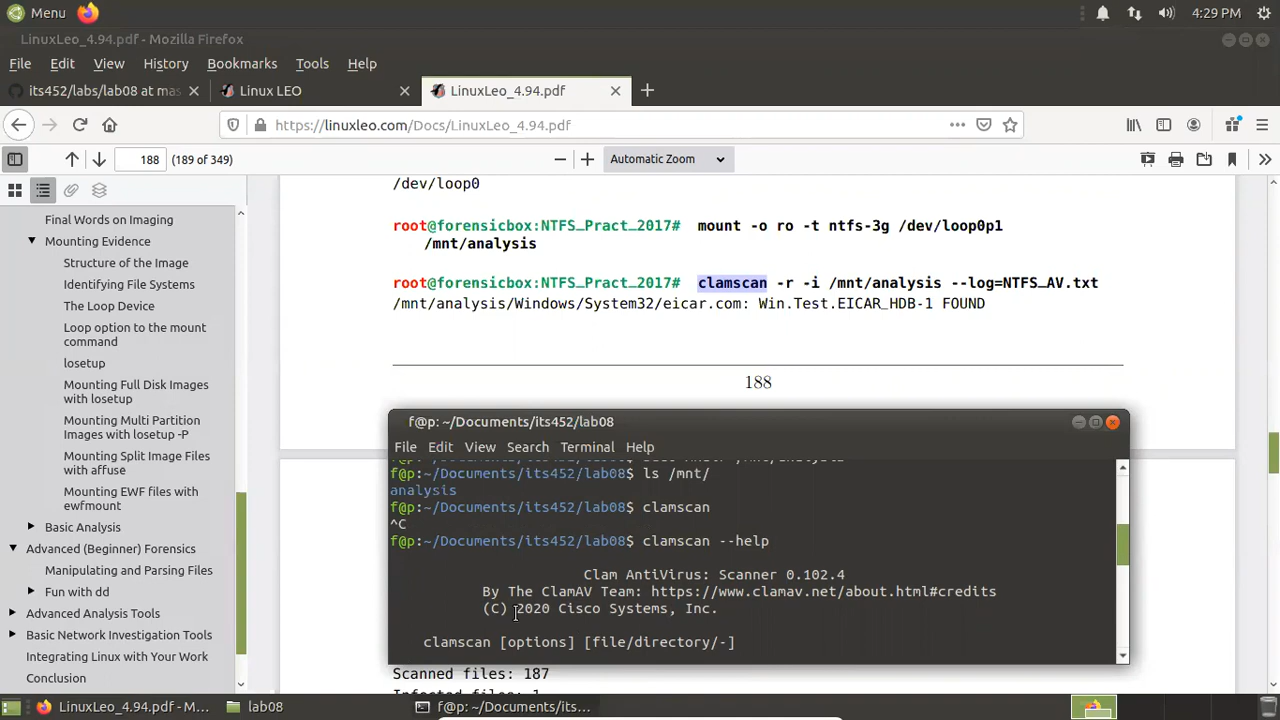 Menu
4:29 PM
LinuxLeo_4.94.pdf - Mozilla Firefox
File Edit View History Bookmarks Tools Help
its452/labs/lab08 at mas
Linux LEO
LinuxLeo_4.94.pdf
https://linuxleo.com/Docs/LinuxLeo_4.94.pdf
188 (189 of 349)
Automatic Zoom
Final Words on Imaging
Mounting Evidence
Structure of the Image
Identifying File Systems
The Loop Device
Loop option to the mount
command
losetup
Mounting Full Disk Images
with losetup
Mounting Multi Partition
Images with losetup -P
Mounting Split Image Files
with affuse
Mounting EWF files with
ewfmount
Basic Analysis
Advanced (Beginner) Forensics
Manipulating and Parsing Files
Fun with dd
Advanced Analysis Tools
Basic Network Investigation Tools
Integrating Linux with Your Work
Conclusion
/dev/loop0
root@forensicbox:NTFS_Pract_2017# mount -o ro -t ntfs-3g /dev/loop0p1
/mnt/analysis
root@forensicbox:NTFS_Pract_2017# clamscan -r -i /mnt/analysis --log=NTFS_AV.txt
/mnt/analysis/Windows/System32/eicar.com: Win.Test.EICAR_HDB-1 FOUND
188
f@p: ~/Documents/its452/lab08
File Edit View Search Terminal Help
f@p:~/Documents/its452/lab08$ ls /mnt/
analysis
f@p:~/Documents/its452/lab08$ clamscan
^C
f@p:~/Documents/its452/lab08$ clamscan --help
Clam AntiVirus: Scanner 0.102.4
By The ClamAV Team: https://www.clamav.net/about.html#credits
(C) 2020 Cisco Systems, Inc.
clamscan [options] [file/directory/-]
Scanned files: 187
Infected files: 1
LinuxLeo_4.94.pdf - M...
lab08
f@p: ~/Documents/its...